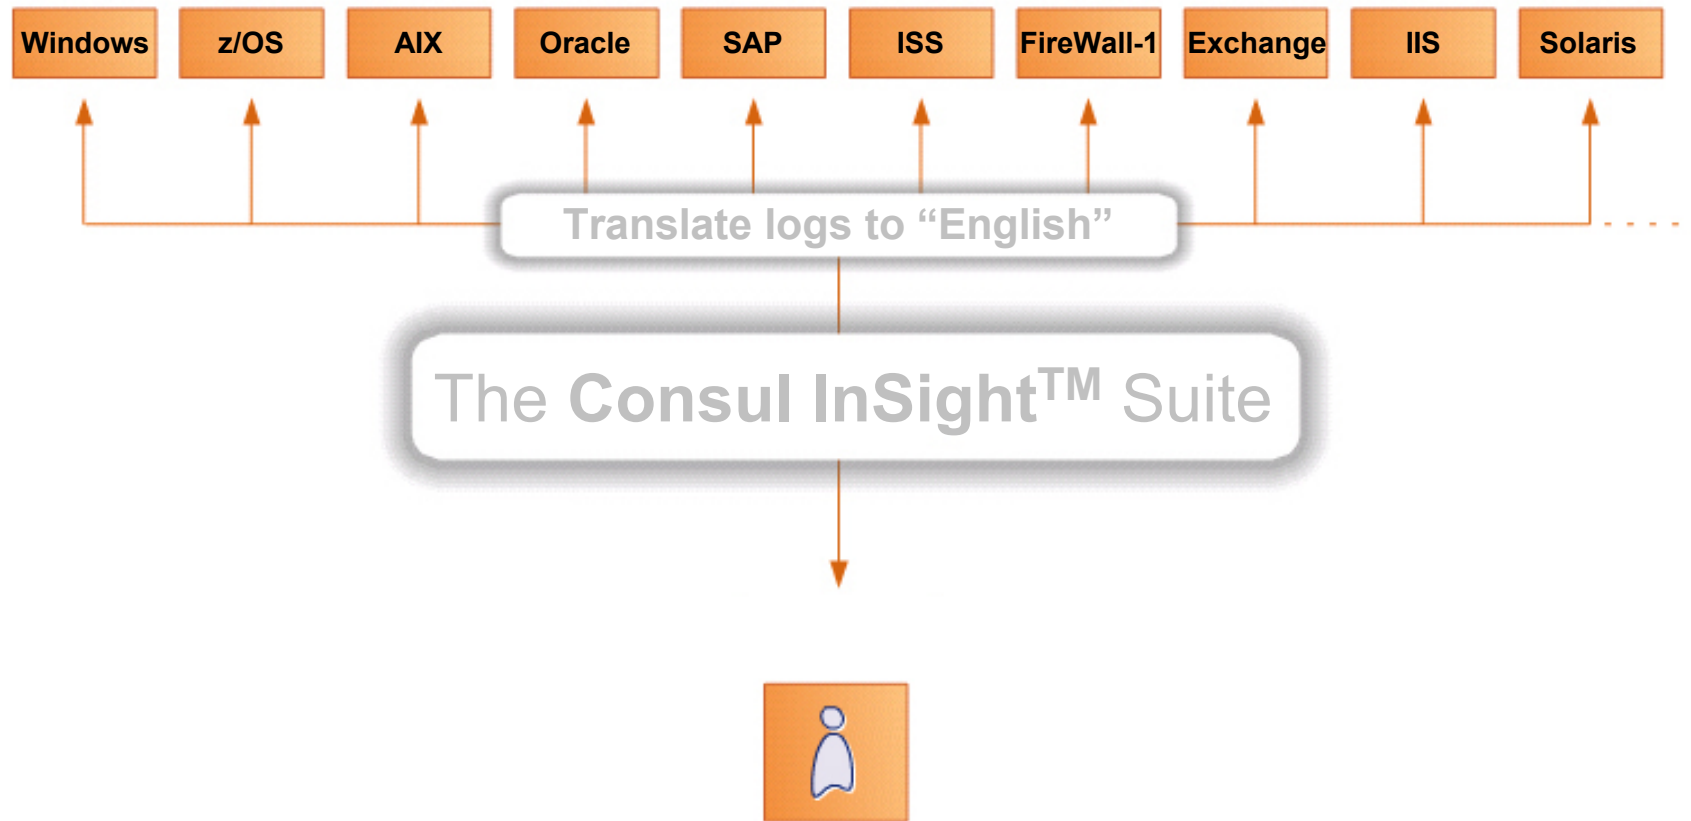 Windows z/OS AIX Oracle SAP ISS FireWall-1 Exchange IIS Solaris
Translate logs to “English”
The Consul InSight™ Suite